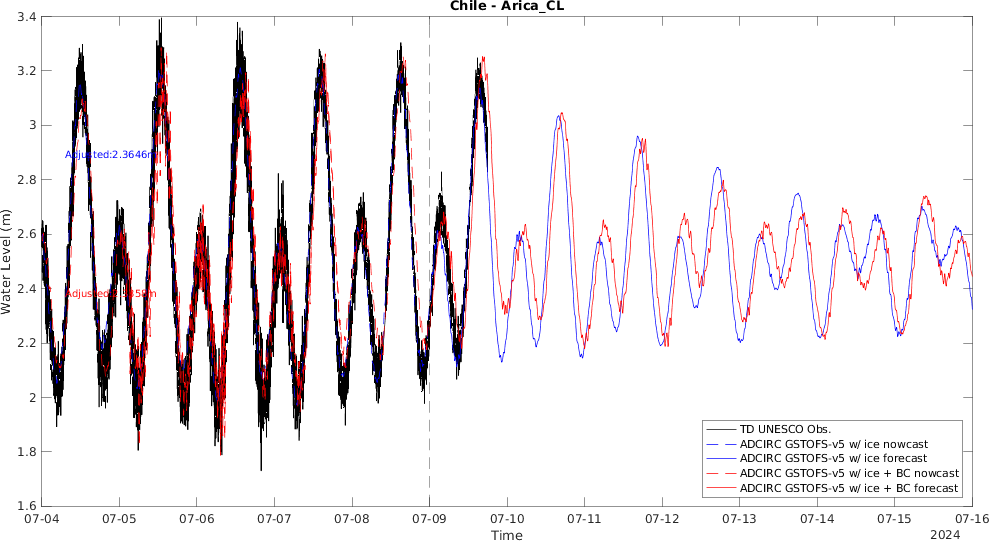 Chile - Arica_CL
3.4
3.2
3
2.8
2.6
2.4
2.2
2
1.8
1.6
Water Level (m)
Adjusted:2.3646m
07-04
07-05
07-06
07-07
07-08
07-09
07-10
07-11
07-12
07-13
07-14
07-15
07-16
Time
2024
TD UNESCO Obs.
ADCIRC GSTOFS-v5 w/ ice nowcast
ADCIRC GSTOFS-v5 w/ ice forecast
ADCIRC GSTOFS-v5 w/ ice + BC nowcast
ADCIRC GSTOFS-v5 w/ ice + BC forecast